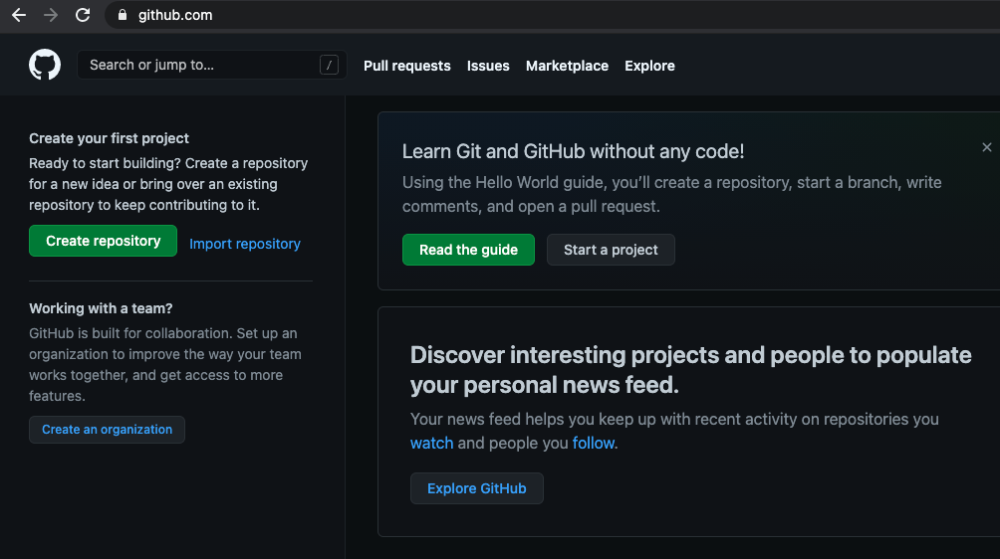 github.com
Search or jump to...
/
Pull requests
Issues
Marketplace
Explore
Create your first project
Ready to start building? Create a repository
for a new idea or bring over an existing
repository to keep contributing to it.
Create repository
Import repository
Working with a team?
GitHub is built for collaboration. Set up an
organization to improve the way your team
works together, and get access to more
features.
Create an organization
Learn Git and GitHub without any code!
Using the Hello World guide, you’ll create a repository, start a branch, write
comments, and open a pull request.
Read the guide
Start a project
Discover interesting projects and people to populate
your personal news feed.
Your news feed helps you keep up with recent activity on repositories you
watch and people you follow.
Explore GitHub